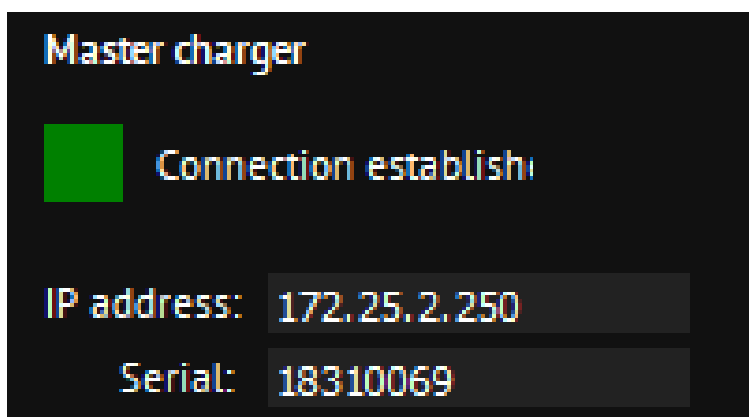 Master charger
Connection establish
IP address: 172.25.2.250
Serial: 18310069